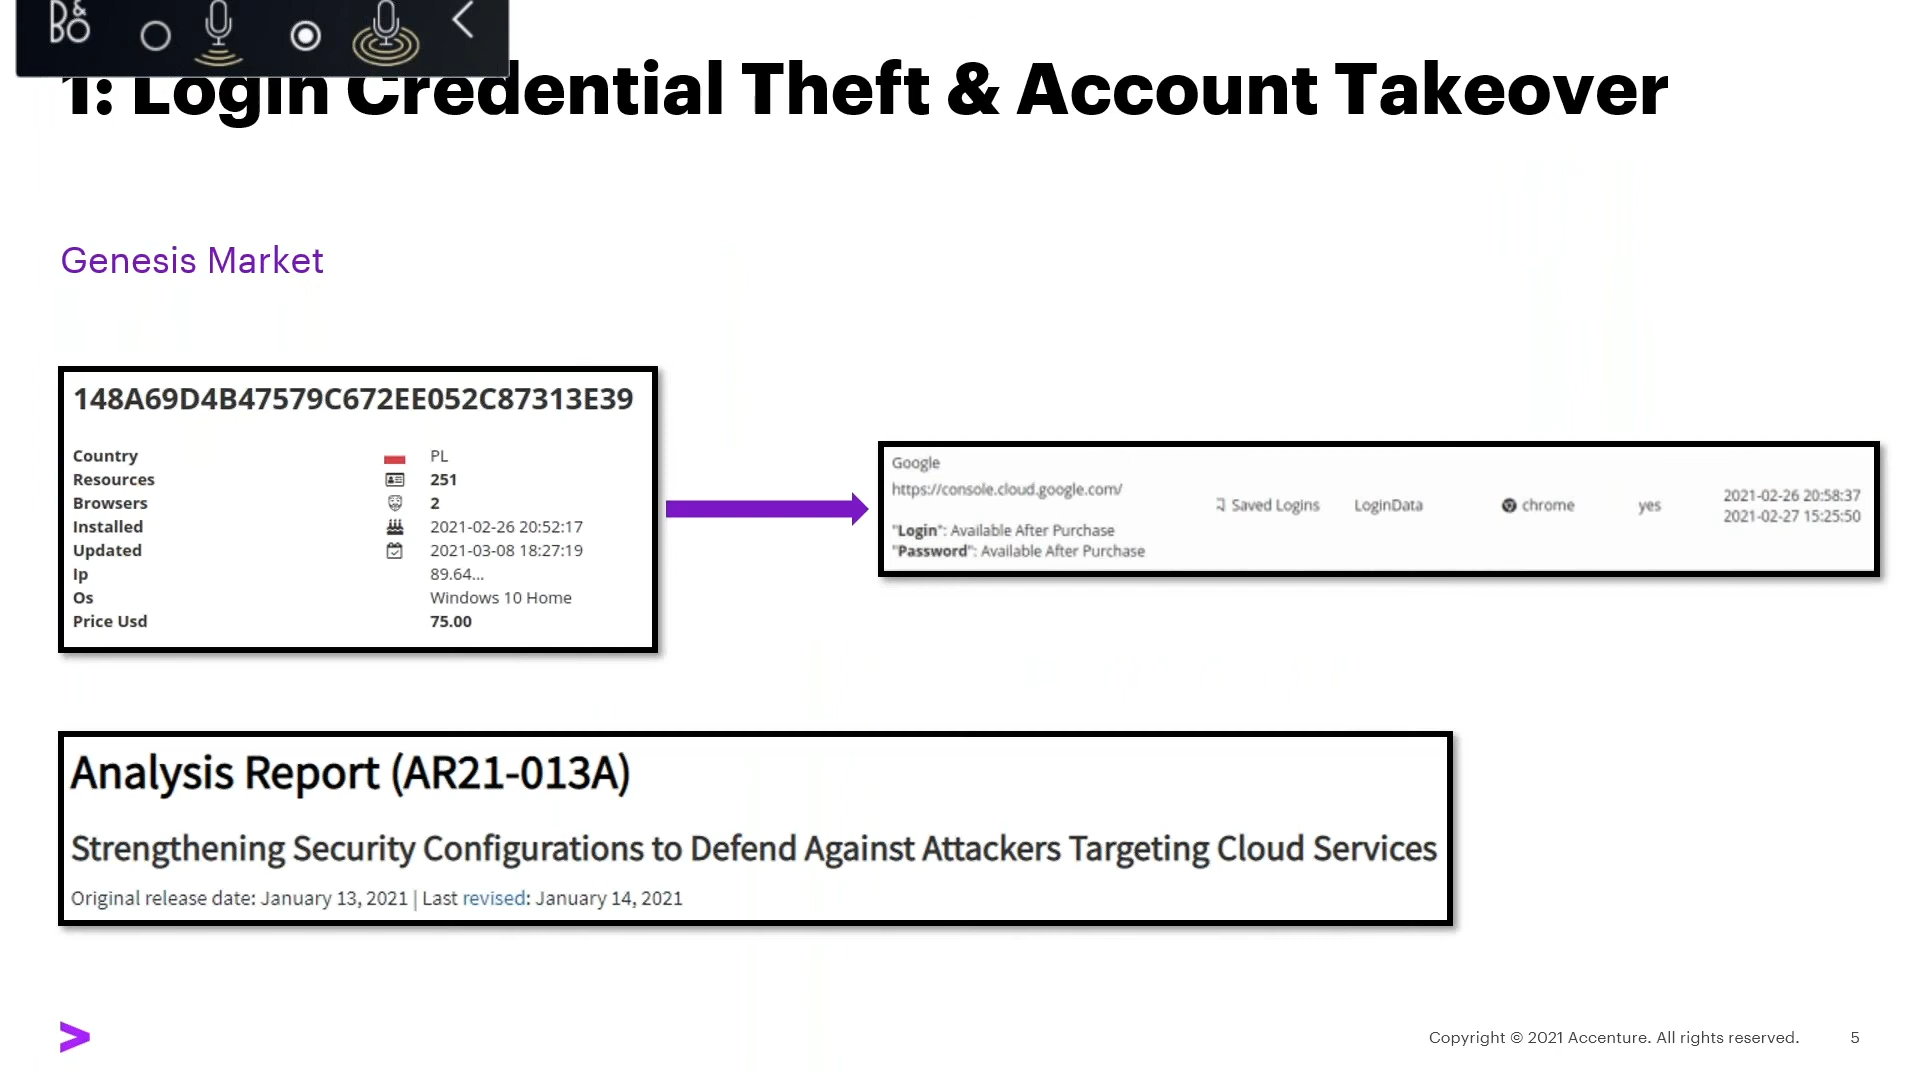 B&O
1: Login Credential Theft & Account Takeover
Genesis Market
148A69D4B47579C672EE052C87313E39
Country PL
Resources 251
Browsers 2
Installed 2021-02-26 20:52:17
Updated 2021-03-08 18:27:19
Ip 89.64...
Os Windows 10 Home
Price Usd 75.00
Google
https://console.cloud.google.com/
"Login": Available After Purchase
"Password": Available After Purchase
Saved Logins LoginData chrome yes
2021-02-26 20:58:37
2021-02-27 15:25:50
Analysis Report (AR21-013A)
Strengthening Security Configurations to Defend Against Attackers Targeting Cloud Services
Original release date: January 13, 2021 | Last revised: January 14, 2021
Copyright © 2021 Accenture. All rights reserved. 5